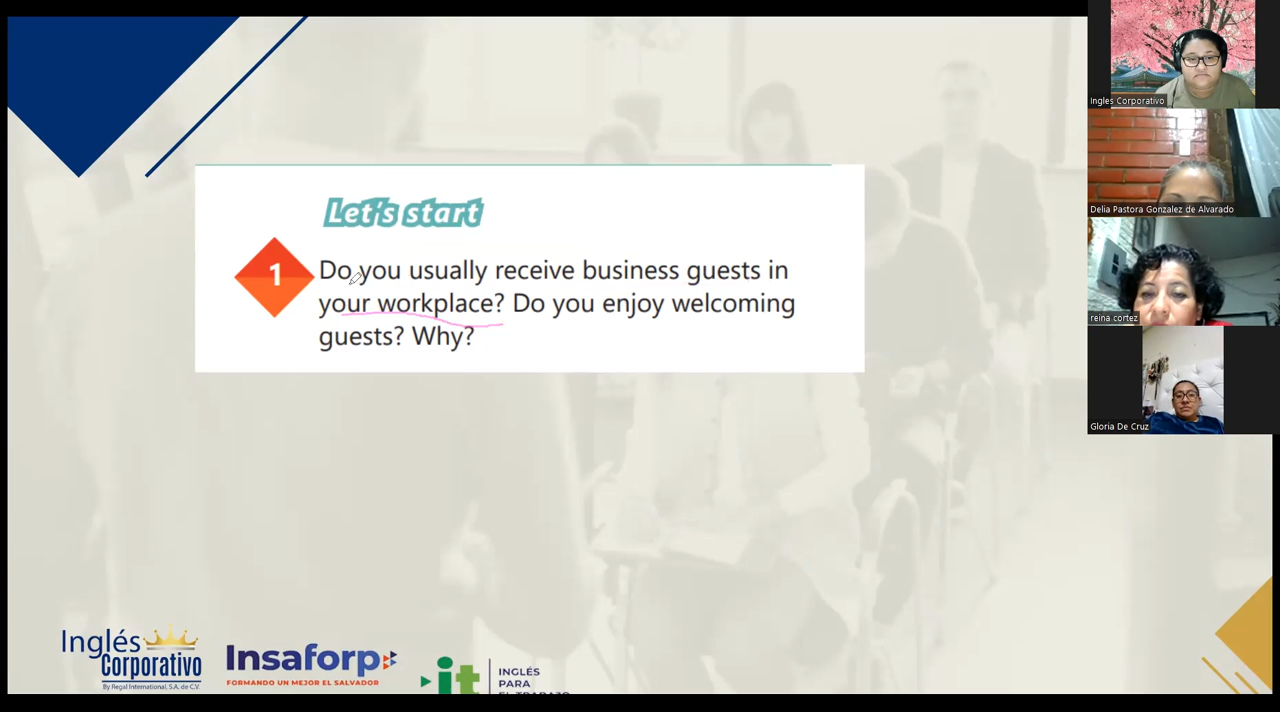 Let's start
1
Do you usually receive business guests in
your workplace? Do you enjoy welcoming
guests? Why?
Inglés
Corporativo
By Regal International, S.A. de C.V.
Insaforp
FORMANDO UN MEJOR EL SALVADOR
it
INGLÉS
PARA
EL TRABAJO
Ingles Corporativo
Delia Pastora Gonzalez de Alvarado
reina cortez
Gloria De Cruz